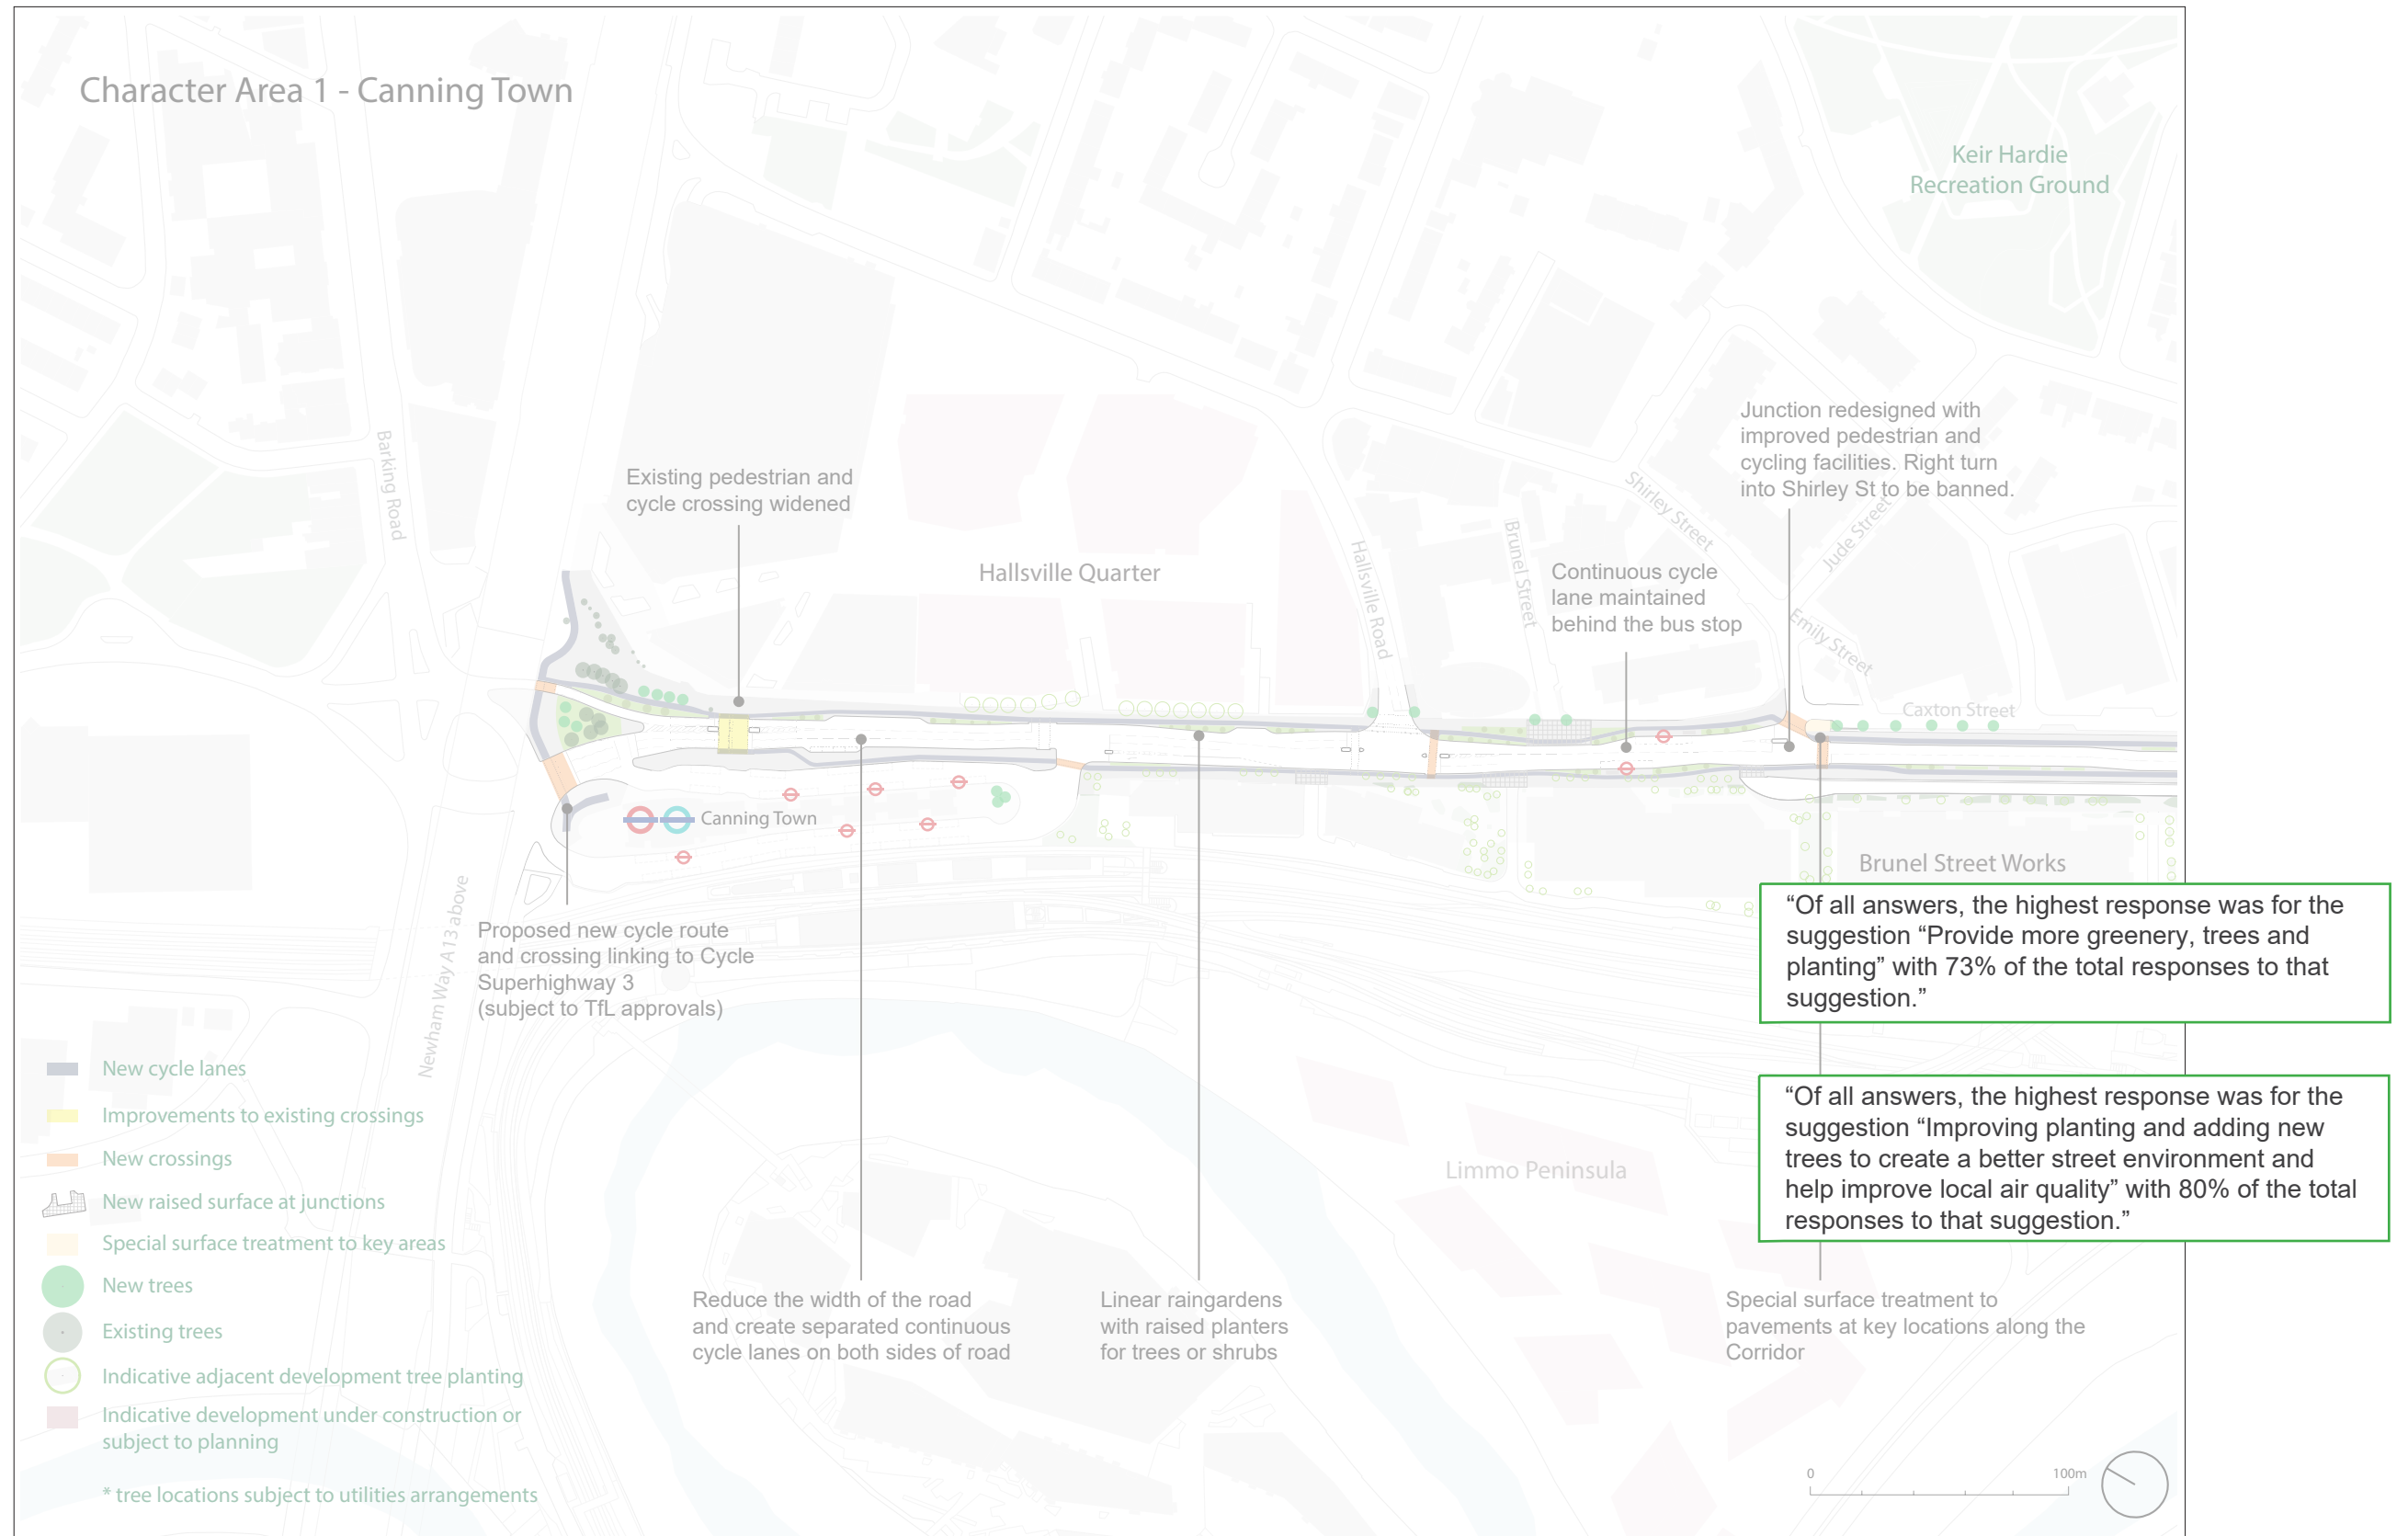 Character Area 1 - Canning Town
Keir Hardie
Recreation Ground
Barking Road
Existing pedestrian and
cycle crossing widened
Hallsville Quarter
Hallsville Road
Brunel Street
Shirley Street
Junction redesigned with
improved pedestrian and
cycling facilities. Right turn
into Shirley St to be banned.
Jude Street
Continuous cycle
lane maintained
behind the bus stop
Emily Street
Caxton Street
Canning Town
Brunel Street Works
Newham Way A13 above
Proposed new cycle route
and crossing linking to Cycle
Superhighway 3
(subject to TfL approvals)
“Of all answers, the highest response was for the
suggestion “Provide more greenery, trees and
planting” with 73% of the total responses to that
suggestion.”
“Of all answers, the highest response was for the
suggestion “Improving planting and adding new
trees to create a better street environment and
help improve local air quality” with 80% of the total
responses to that suggestion.”
Limmo Peninsula
New cycle lanes
Improvements to existing crossings
New crossings
New raised surface at junctions
Special surface treatment to key areas
New trees
Existing trees
Indicative adjacent development tree planting
Indicative development under construction or
subject to planning
* tree locations subject to utilities arrangements
Reduce the width of the road
and create separated continuous
cycle lanes on both sides of road
Linear raingardens
with raised planters
for trees or shrubs
Special surface treatment to
pavements at key locations along the
Corridor
0
100m